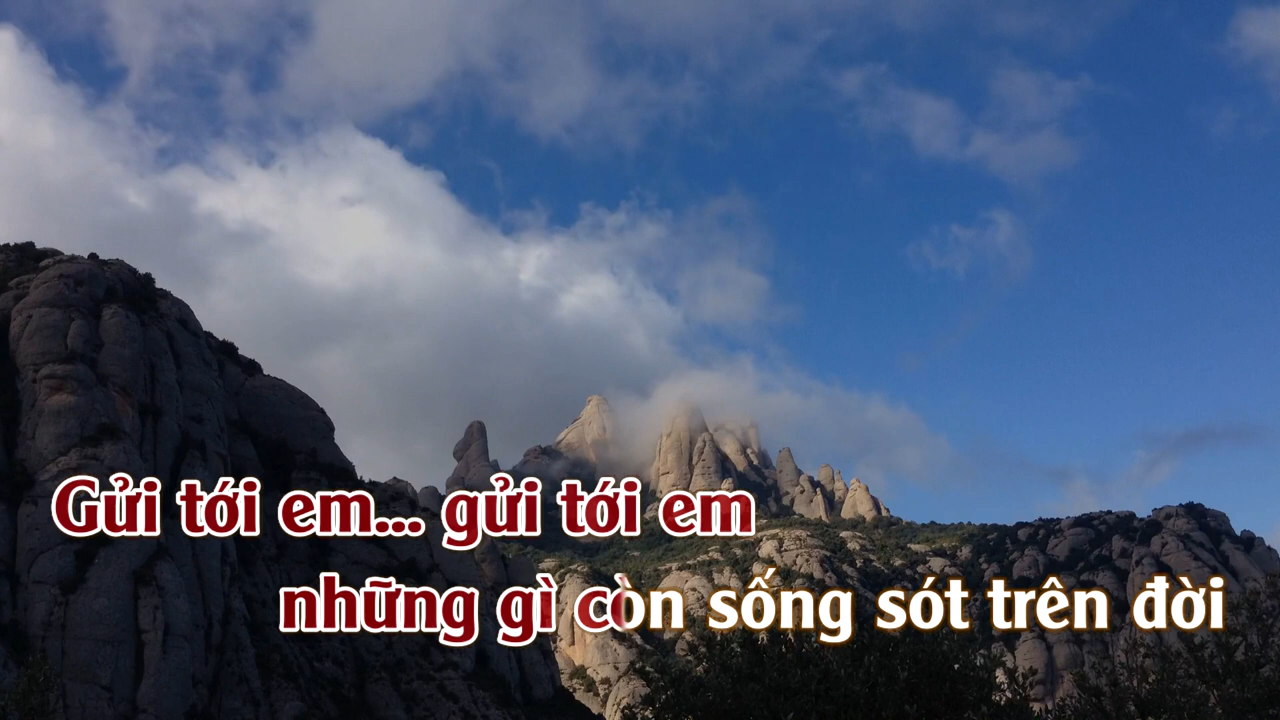 Gửi tới em... gửi tới em
những gì còn sống sót trên đời